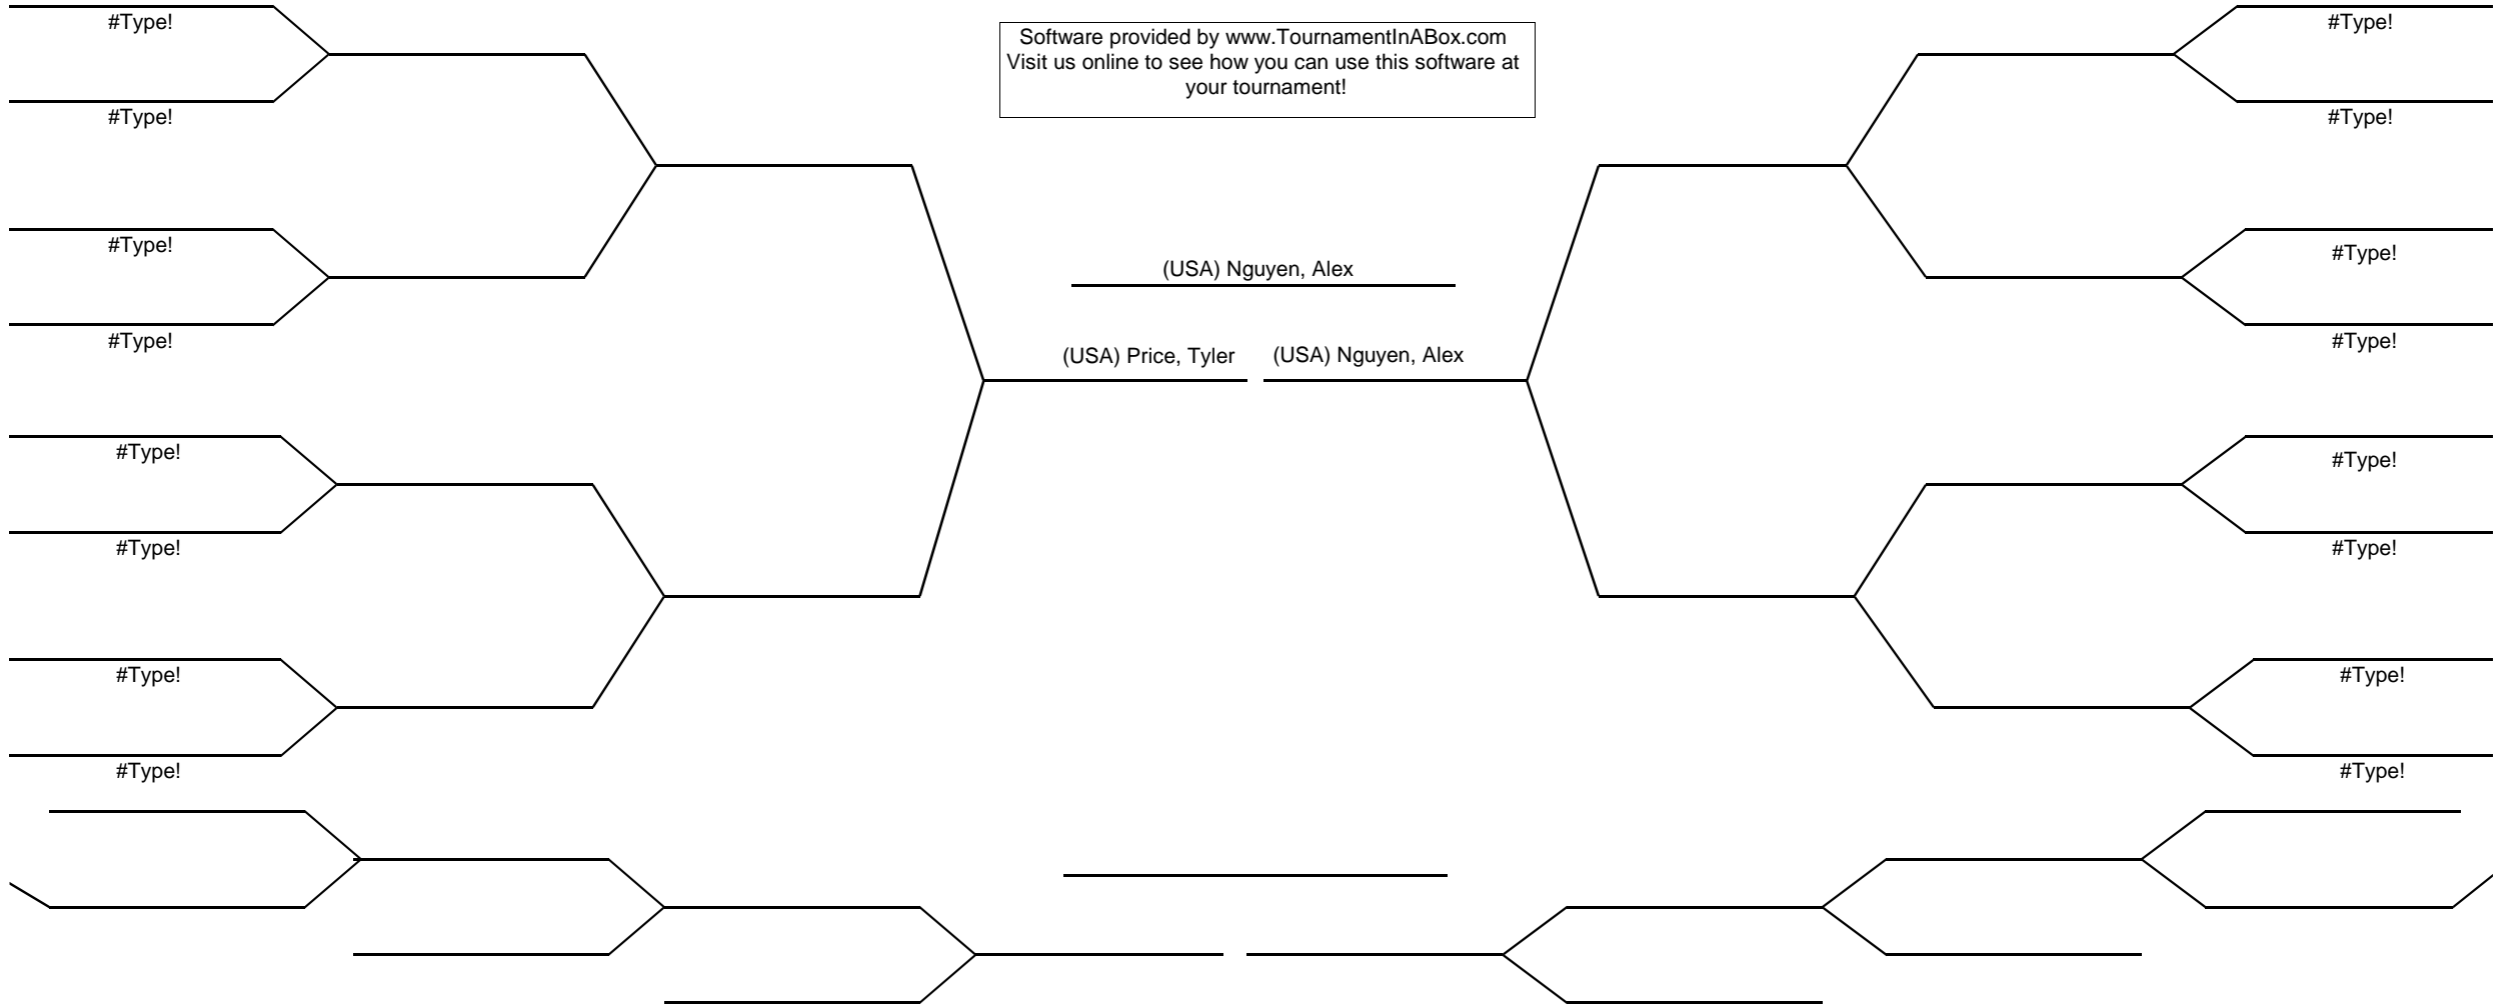 #Type!
#Type!
Software provided by www.TournamentInABox.com
Visit us online to see how you can use this software at
your tournament!
#Type!
#Type!
#Type!
#Type!
(USA) Nguyen, Alex
#Type!
#Type!
(USA) Price, Tyler
(USA) Nguyen, Alex
#Type!
#Type!
#Type!
#Type!
#Type!
#Type!
#Type!
#Type!